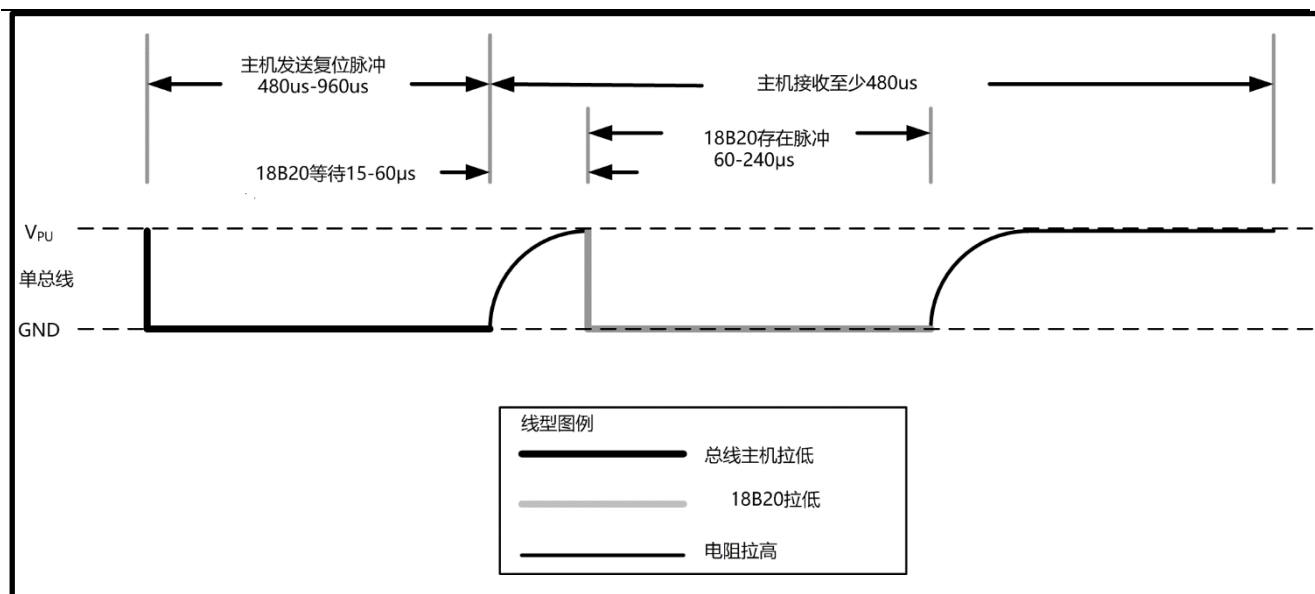 主机发送复位脉冲
480us-960us
主机接收至少480us
18B20存在脉冲
60-240μs
18B20等待15-60μs
VPU
单总线
GND
线型图例
总线主机拉低
18B20拉低
电阻拉高